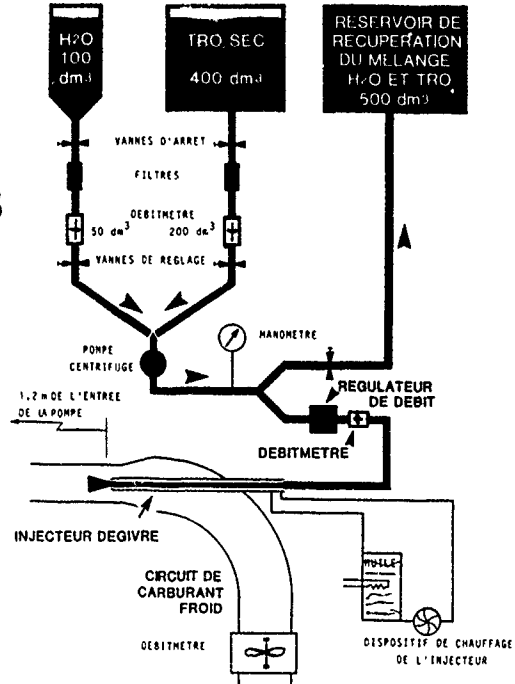 H2O
100
dm3
TRO, SEC
400 dm3
RESERVOIR DE
RECUPERATION
DU MELANGE
H2O ET TRO
500 dm3
VANNES D'ARRET
FILTRES
DEBITMETRE
50 dm3
200 dm3
VANNES DE REGLAGE
MANOMETRE
POMPE
CENTRIFUGE
REGULATEUR
DE DEBIT
1,2 m DE L'ENTREE
DE LA POMPE
DEBITMETRE
INJECTEUR DEGIVRE
HUILE
CIRCUIT DE
CARBURANT
FROID
DEBITMETRE
DISPOSITIF DE CHAUFFAGE
DE L'INJECTEUR